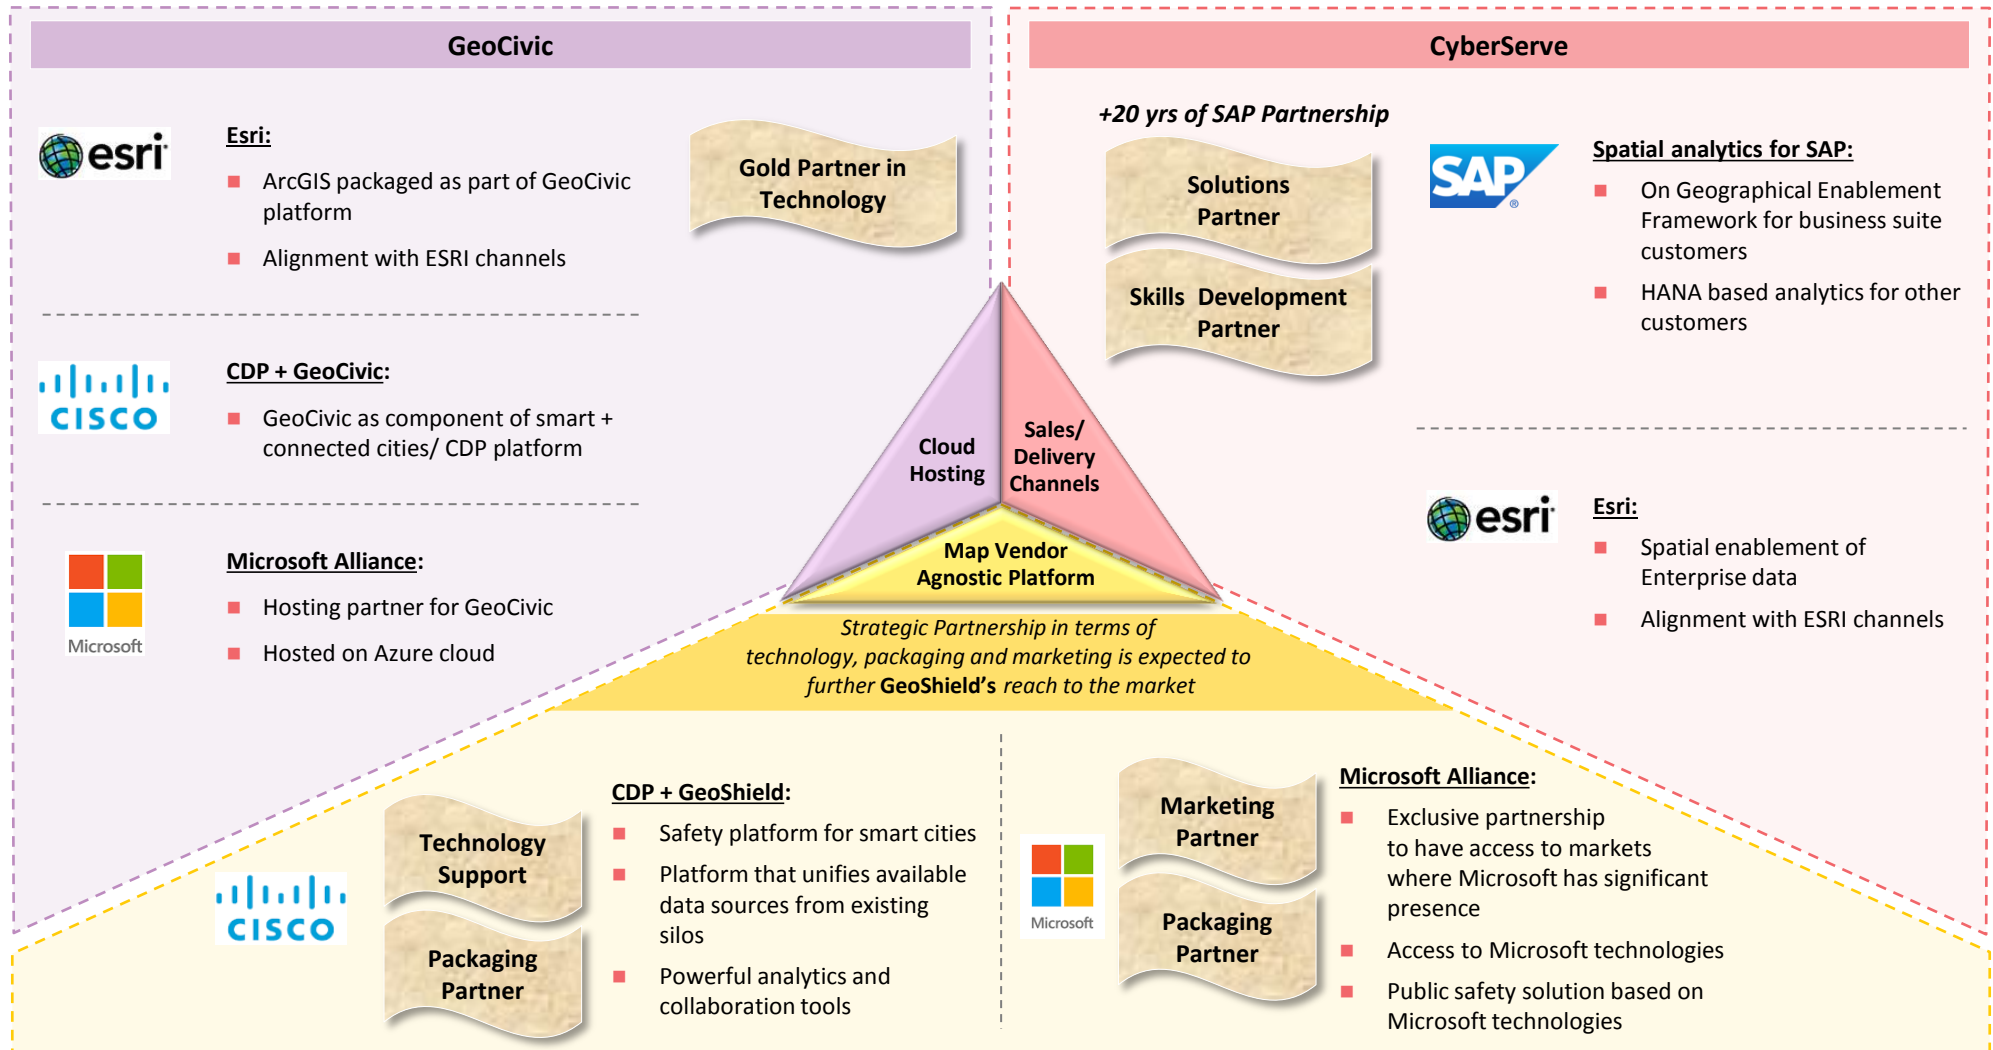 GeoCivic
esri
Esri:
ArcGIS packaged as part of GeoCivic
platform
Alignment with ESRI channels
Gold Partner in
Technology
CISCO
CDP + GeoCivic:
GeoCivic as component of smart +
connected cities/ CDP platform
Microsoft
Microsoft Alliance:
Hosting partner for GeoCivic
Hosted on Azure cloud
CyberServe
+20 yrs of SAP Partnership
Solutions
Partner
Skills Development
Partner
SAP
®
Spatial analytics for SAP:
On Geographical Enablement
Framework for business suite
customers
HANA based analytics for other
customers
esri
Esri:
Spatial enablement of
Enterprise data
Alignment with ESRI channels
Cloud
Hosting
Sales/
Delivery
Channels
Map Vendor
Agnostic Platform
Strategic Partnership in terms of
technology, packaging and marketing is expected to
further GeoShield's reach to the market
CISCO
Technology
Support
Packaging
Partner
CDP + GeoShield:
Safety platform for smart cities
Platform that unifies available
data sources from existing
silos
Powerful analytics and
collaboration tools
Microsoft
Marketing
Partner
Packaging
Partner
Microsoft Alliance:
Exclusive partnership
to have access to markets
where Microsoft has significant
presence
Access to Microsoft technologies
Public safety solution based on
Microsoft technologies